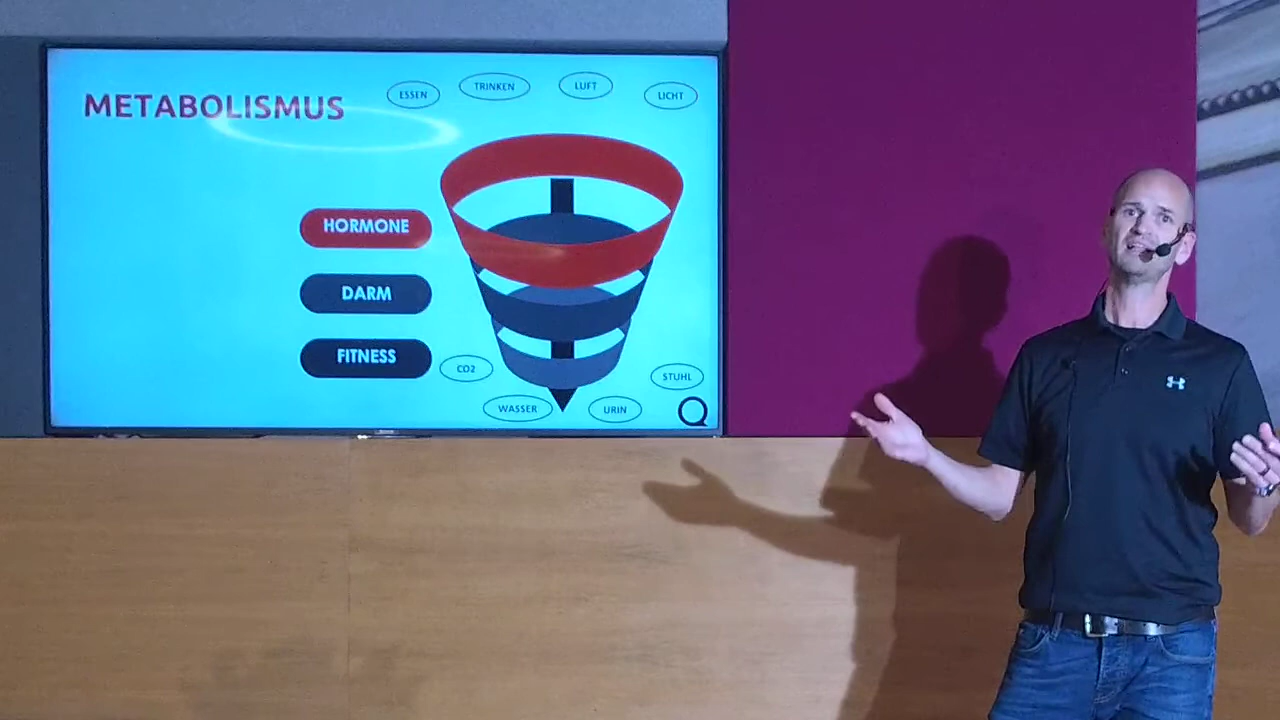 METABOLISMUS
ESSEN
TRINKEN
LUFT
LICHT
HORMONE
DARM
FITNESS
CO2
STUHL
WASSER
URIN
Q